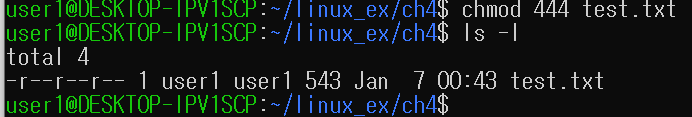 user1@DESKTOP-IPV1SCP:~/linux_ex/ch4$ chmod 444 test.txt
user1@DESKTOP-IPV1SCP:~/linux_ex/ch4$ ls -l
total 4
-r--r--r-- 1 user1 user1 543 Jan  7 00:43 test.txt
user1@DESKTOP-IPV1SCP:~/linux_ex/ch4$